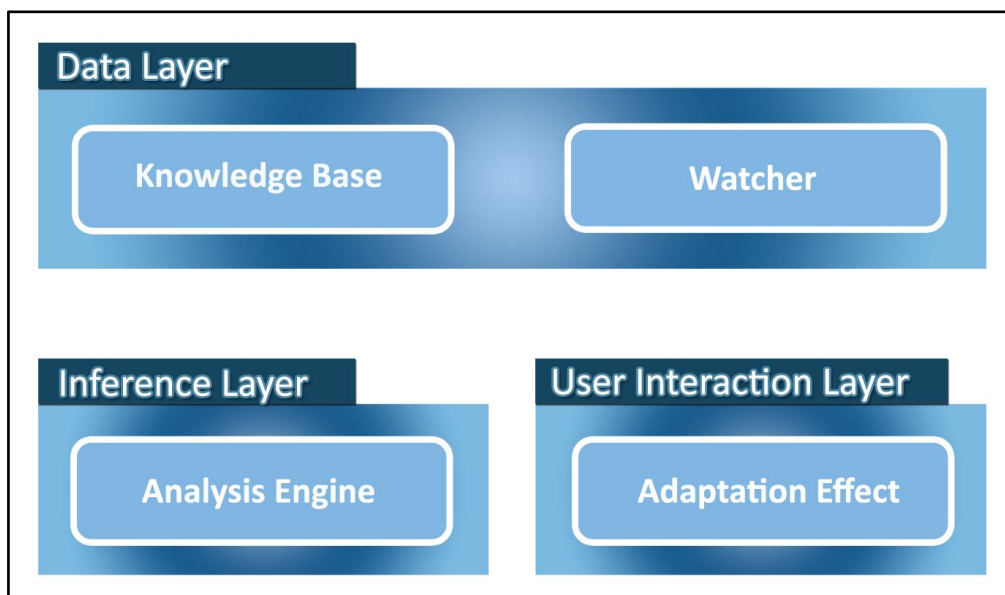 Data Layer
Knowledge Base
Watcher
Inference Layer
User Interaction Layer
Analysis Engine
Adaptation Effect